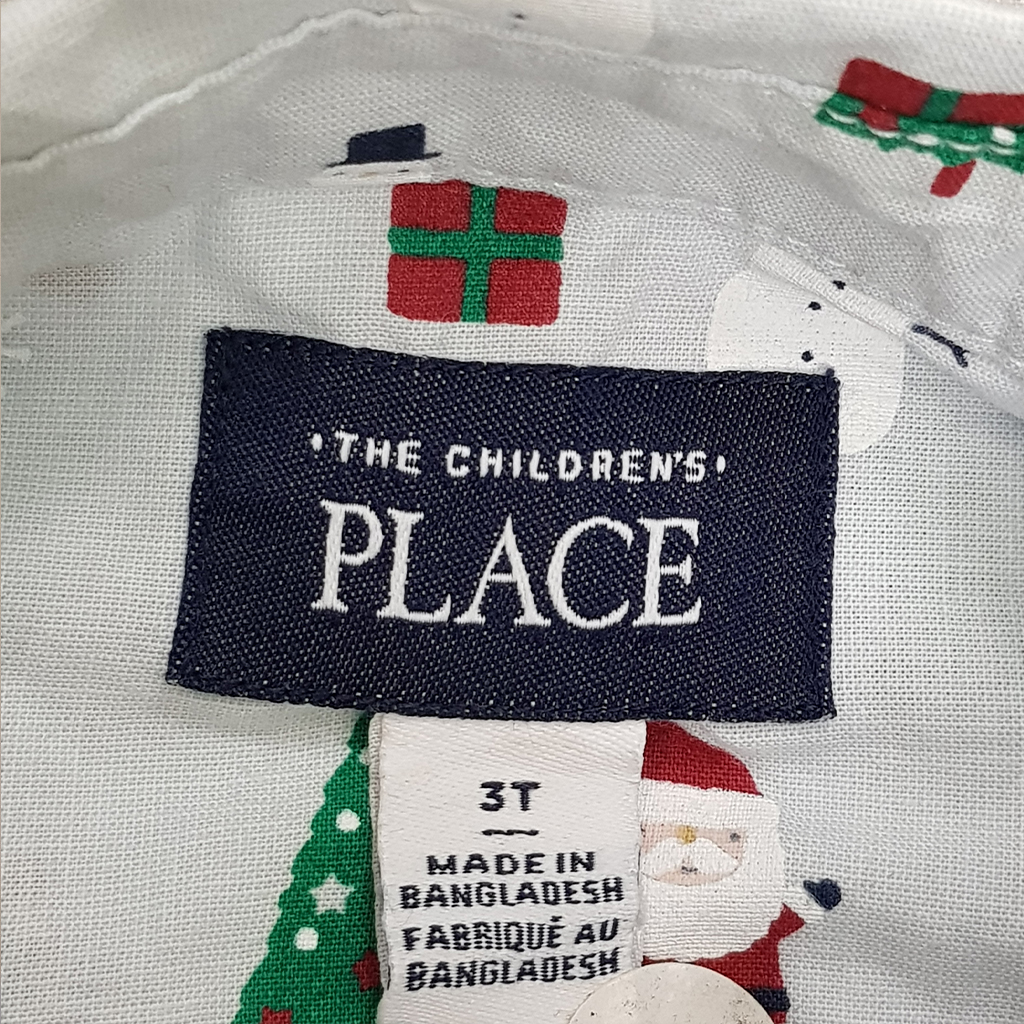 THE CHILDREN'S
PLACE
3T
MADE IN
BANGLADESH
FABRIQUÉ AU
BANGLADESH